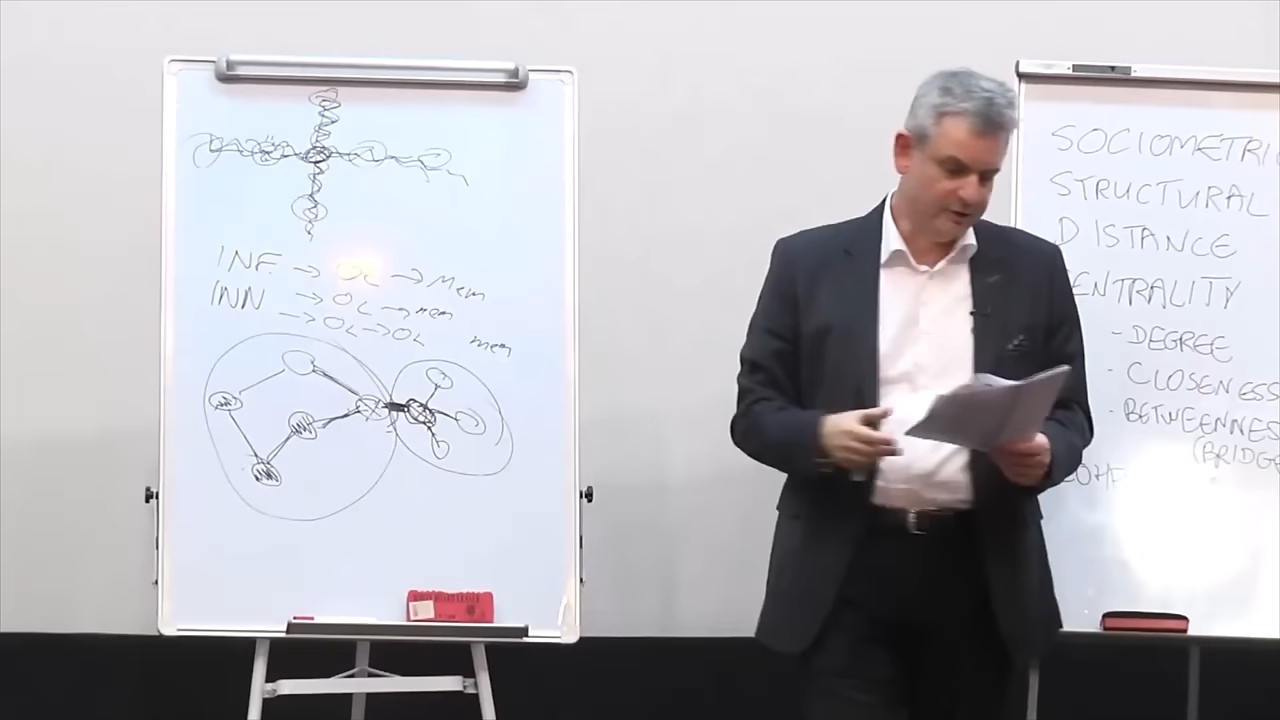 INF → OL → Mem
INN → OL → mem
→ OL → OL mem
SOCIOMETRI
STRUCTURAL
DISTANCE
ENTRALITY
- DEGREE
- CLOSENESS
- BETWEENNES
(BRIDGE